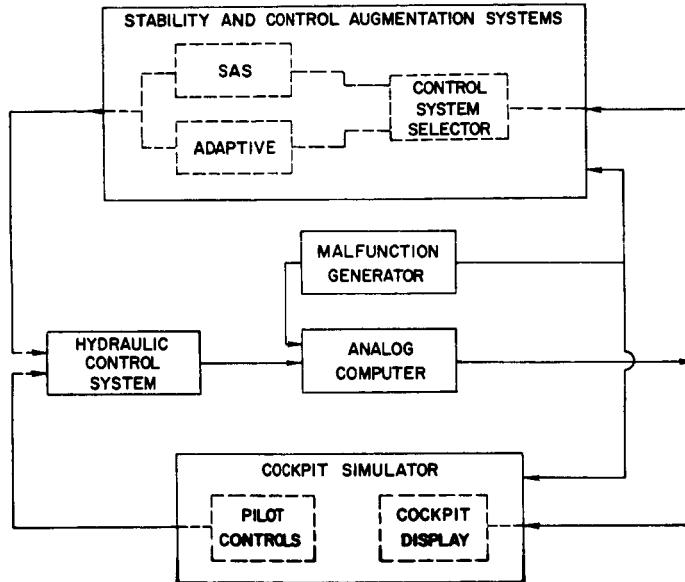 STABILITY AND CONTROL AUGMENTATION SYSTEMS
SAS
CONTROL
SYSTEM
SELECTOR
ADAPTIVE
MALFUNCTION
GENERATOR
HYDRAULIC
CONTROL
SYSTEM
ANALOG
COMPUTER
COCKPIT SIMULATOR
PILOT
CONTROLS
COCKPIT
DISPLAY